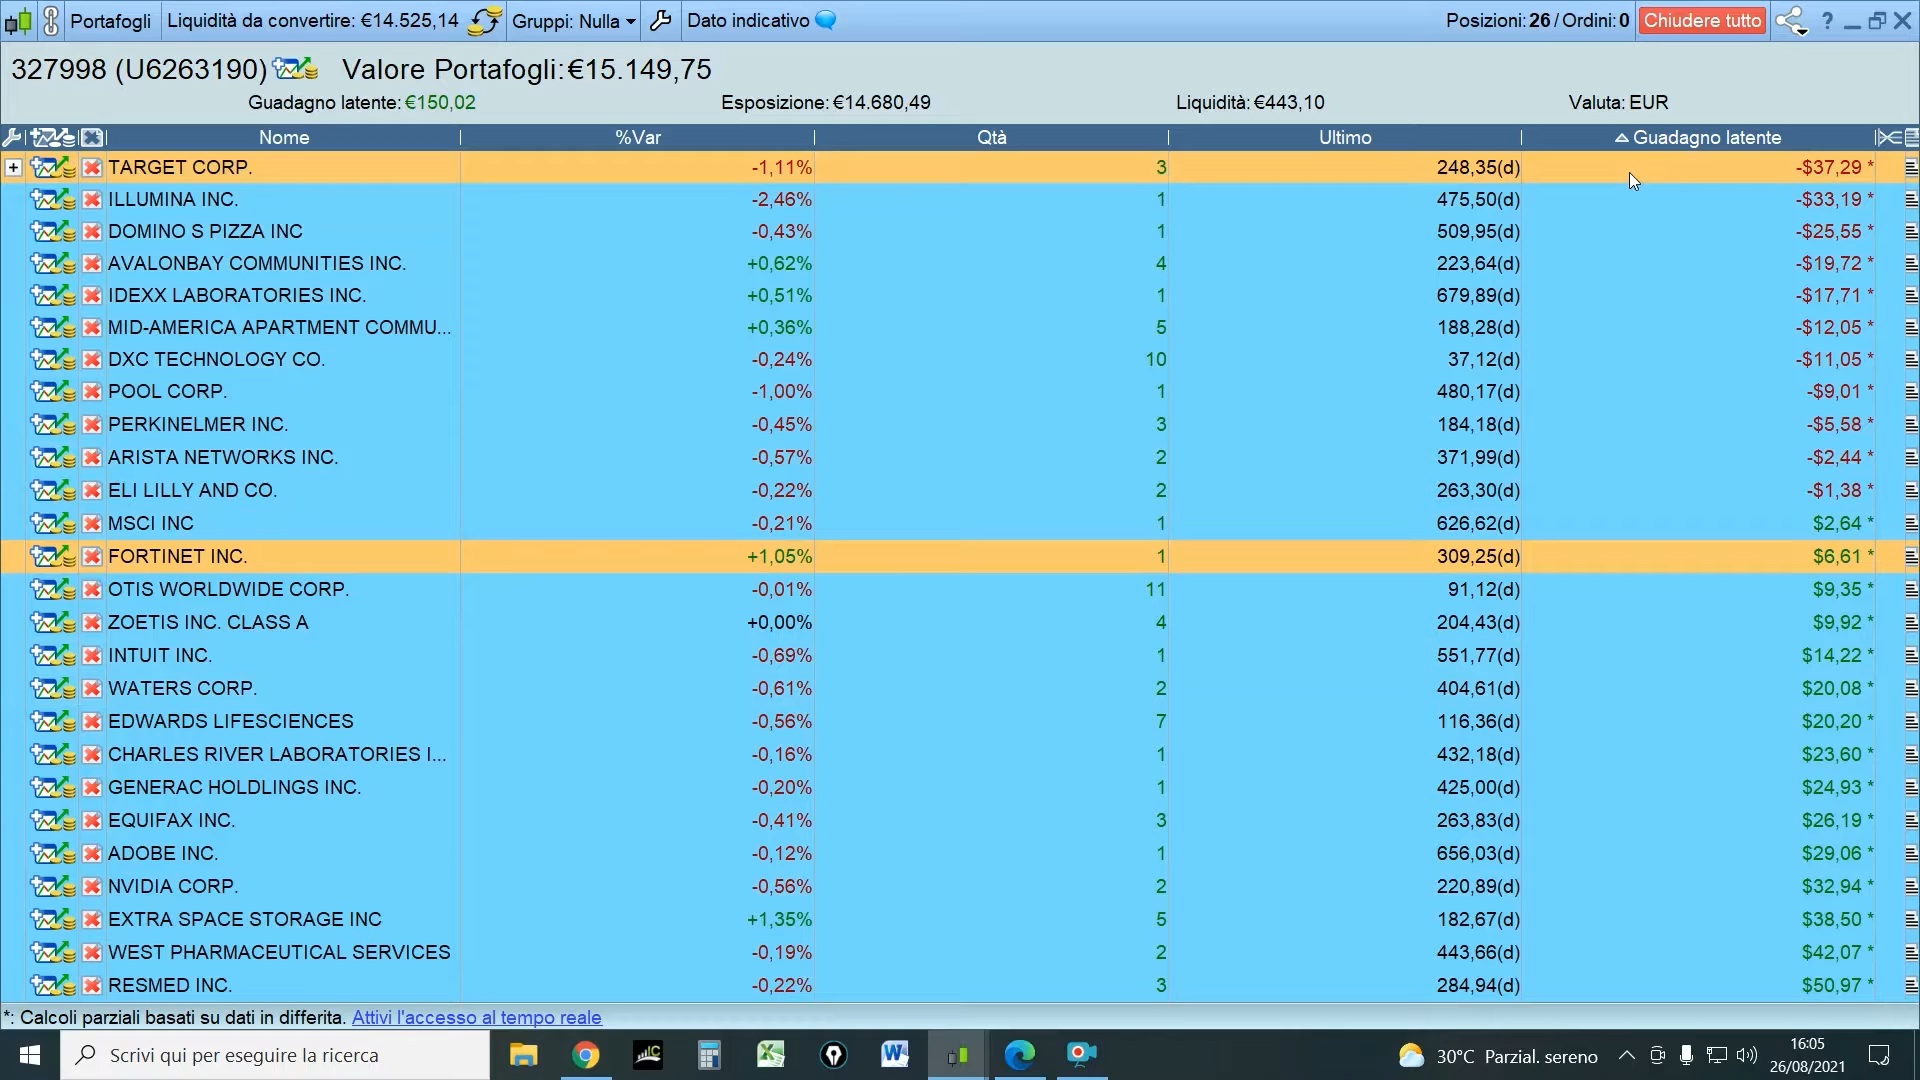 Portafogli Liquidità da convertire: €14.525,14 Gruppi: Nulla Dato indicativo Posizioni: 26 / Ordini: 0 Chiudere tutto ?
327998 (U6263190) Valore Portafogli: €15.149,75
Guadagno latente: €150,02 Esposizione: €14.680,49 Liquidità: €443,10 Valuta: EUR
Nome %Var Qtà Ultimo Guadagno latente
TARGET CORP. -1,11% 3 248,35(d) -$37,29 *
ILLUMINA INC. -2,46% 1 475,50(d) -$33,19 *
DOMINO S PIZZA INC -0,43% 1 509,95(d) -$25,55 *
AVALONBAY COMMUNITIES INC. +0,62% 4 223,64(d) -$19,72 *
IDEXX LABORATORIES INC. +0,51% 1 679,89(d) -$17,71 *
MID-AMERICA APARTMENT COMMU... +0,36% 5 188,28(d) -$12,05 *
DXC TECHNOLOGY CO. -0,24% 10 37,12(d) -$11,05 *
POOL CORP. -1,00% 1 480,17(d) -$9,01 *
PERKINELMER INC. -0,45% 3 184,18(d) -$5,58 *
ARISTA NETWORKS INC. -0,57% 2 371,99(d) -$2,44 *
ELI LILLY AND CO. -0,22% 2 263,30(d) -$1,38 *
MSCI INC -0,21% 1 626,62(d) $2,64 *
FORTINET INC. +1,05% 1 309,25(d) $6,61 *
OTIS WORLDWIDE CORP. -0,01% 11 91,12(d) $9,35 *
ZOETIS INC. CLASS A +0,00% 4 204,43(d) $9,92 *
INTUIT INC. -0,69% 1 551,77(d) $14,22 *
WATERS CORP. -0,61% 2 404,61(d) $20,08 *
EDWARDS LIFESCIENCES -0,56% 7 116,36(d) $20,20 *
CHARLES RIVER LABORATORIES I... -0,16% 1 432,18(d) $23,60 *
GENERAC HOLDLINGS INC. -0,20% 1 425,00(d) $24,93 *
EQUIFAX INC. -0,41% 3 263,83(d) $26,19 *
ADOBE INC. -0,12% 1 656,03(d) $29,06 *
NVIDIA CORP. -0,56% 2 220,89(d) $32,94 *
EXTRA SPACE STORAGE INC +1,35% 5 182,67(d) $38,50 *
WEST PHARMACEUTICAL SERVICES -0,19% 2 443,66(d) $42,07 *
RESMED INC. -0,22% 3 284,94(d) $50,97 *
*: Calcoli parziali basati su dati in differita. Attivi l'accesso al tempo reale
Scrivi qui per eseguire la ricerca 30°C Parzial. sereno 16:05
26/08/2021